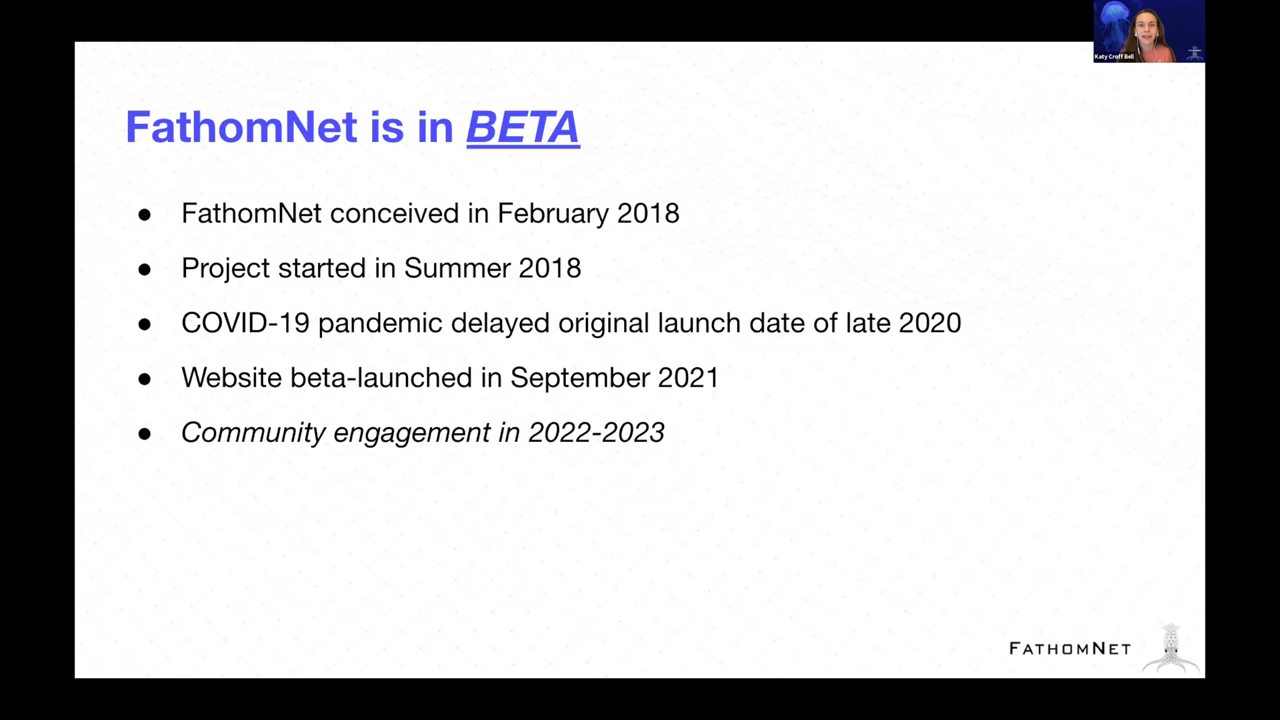 Katy Croff Bell
FathomNet is in BETA
● FathomNet conceived in February 2018
● Project started in Summer 2018
● COVID-19 pandemic delayed original launch date of late 2020
● Website beta-launched in September 2021
● Community engagement in 2022-2023
FATHOMNET